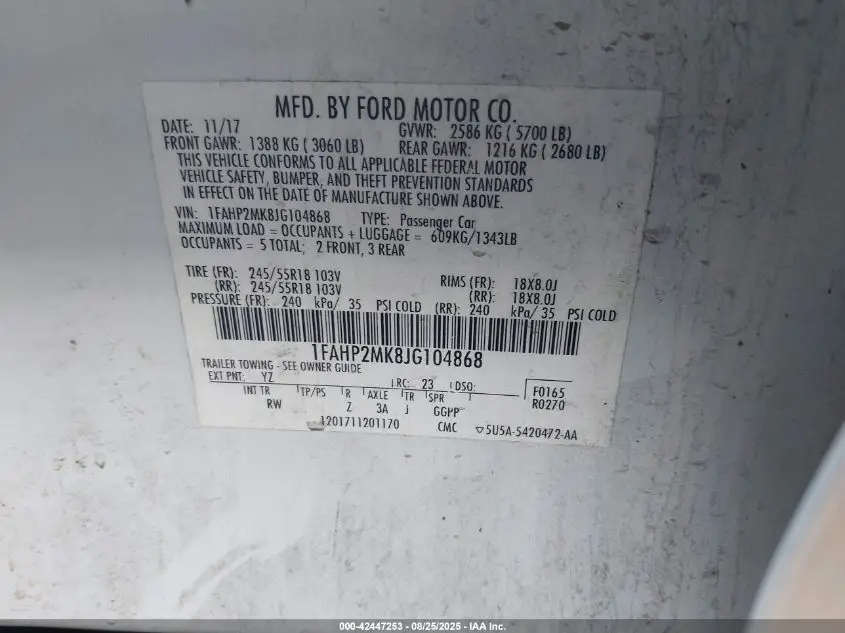 MFD. BY FORD MOTOR CO.
DATE: 11/17 GVWR: 2586 KG ( 5700 LB)
FRONT GAWR: 1388 KG ( 3060 LB) REAR GAWR: 1216 KG ( 2680 LB)
THIS VEHICLE CONFORMS TO ALL APPLICABLE FEDERAL MOTOR
VEHICLE SAFETY, BUMPER, AND THEFT PREVENTION STANDARDS
IN EFFECT ON THE DATE OF MANUFACTURE SHOWN ABOVE.
VIN: 1FAHP2MK8JG104868 TYPE: Passenger Car
MAXIMUM LOAD = OCCUPANTS + LUGGAGE = 609KG/1343LB
OCCUPANTS = 5 TOTAL; 2 FRONT, 3 REAR
TIRE (FR): 245/55R18 103V RIMS (FR): 18X8.0J
(RR): 245/55R18 103V (RR): 18X8.0J
PRESSURE (FR): 240 kPa/ 35 PSI COLD (RR): 240 kPa/ 35 PSI COLD
1FAHP2MK8JG104868
TRAILER TOWING - SEE OWNER GUIDE
EXT PNT: YZ RC: 23 DSO: F0165
INT TR TP/PS R AXLE TR SPR R0270
RW Z 3A J GGPP
1201711201170 CMC ▽5U5A-5420472-AA
000-42447253 - 08/25/2025 - IAA Inc.